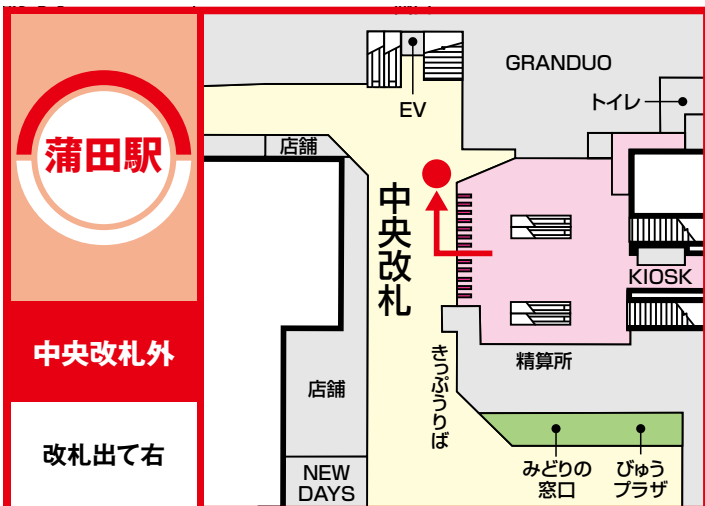 蒲田駅
中央改札外
改札出て右
GRANDUO
EV
トイレ
店舗
中央改札
KIOSK
精算所
きっぷうりば
店舗
NEW
DAYS
みどりの
窓口
びゅう
プラザ